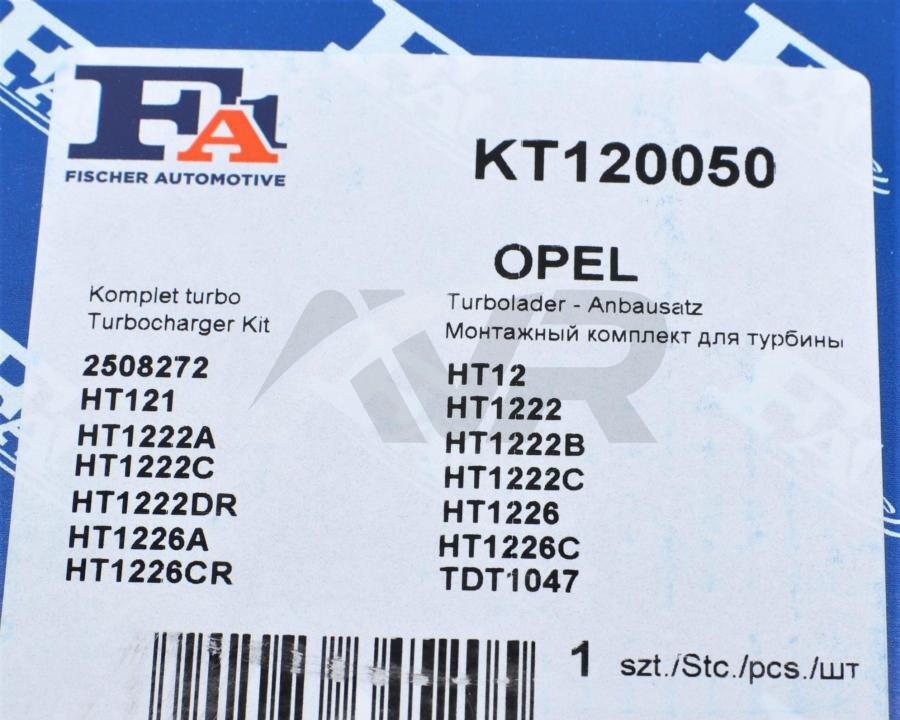 FA1
FISCHER AUTOMOTIVE
KT120050
OPEL
Komplet turbo
Turbocharger Kit
Turbolader - Anbausatz
Монтажный комплект для турбины
2508272 HT12
HT121 HT1222
HT1222A HT1222B
HT1222C HT1222C
HT1222DR HT1226
HT1226A HT1226C
HT1226CR TDT1047
1 szt./Stc./pcs./шт